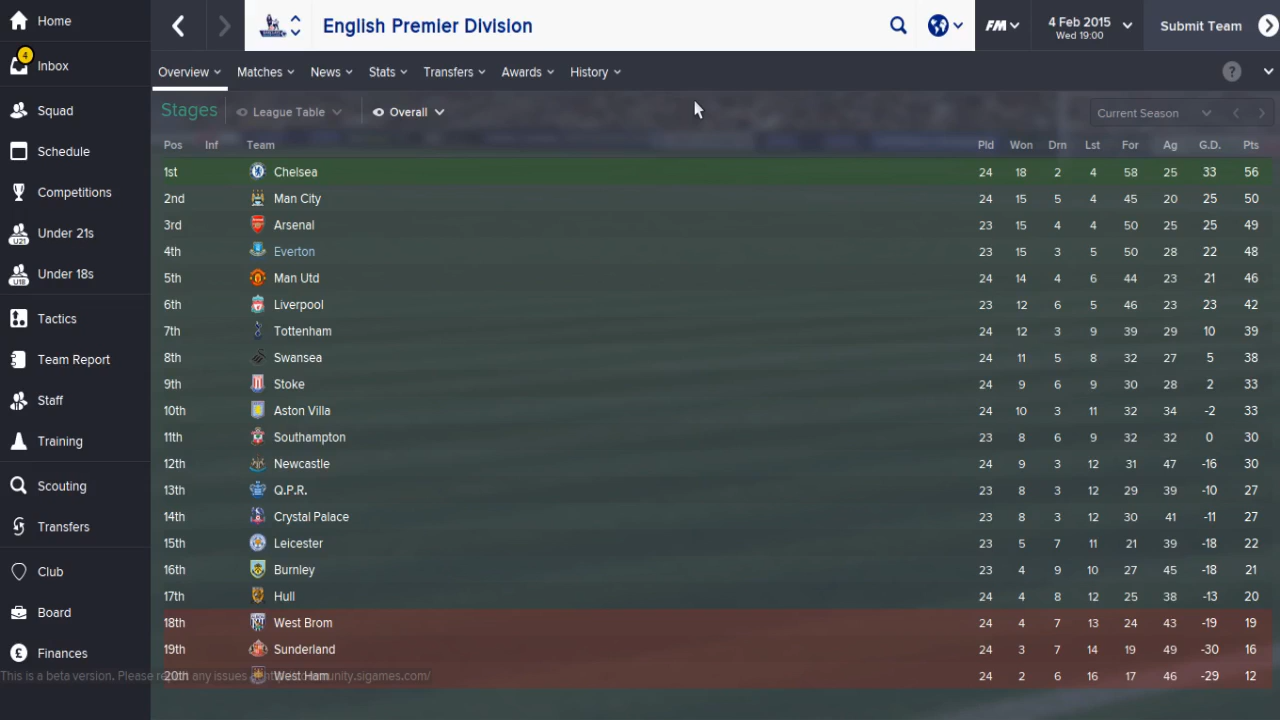 Home
4
Inbox
Squad
Schedule
Competitions
U21
Under 21s
U18
Under 18s
Tactics
Team Report
Staff
Training
Scouting
Transfers
Club
Board
£
Finances
English Premier Division
FM
4 Feb 2015
Wed 19:00
Submit Team
Overview Matches News Stats Transfers Awards History ?
Stages League Table Overall Current Season
Pos Inf Team Pld Won Drn Lst For Ag G.D. Pts
1st Chelsea 24 18 2 4 58 25 33 56
2nd Man City 24 15 5 4 45 20 25 50
3rd Arsenal 23 15 4 4 50 25 25 49
4th Everton 23 15 3 5 50 28 22 48
5th Man Utd 24 14 4 6 44 23 21 46
6th Liverpool 23 12 6 5 46 23 23 42
7th Tottenham 24 12 3 9 39 29 10 39
8th Swansea 24 11 5 8 32 27 5 38
9th Stoke 24 9 6 9 30 28 2 33
10th Aston Villa 24 10 3 11 32 34 -2 33
11th Southampton 23 8 6 9 32 32 0 30
12th Newcastle 24 9 3 12 31 47 -16 30
13th Q.P.R. 23 8 3 12 29 39 -10 27
14th Crystal Palace 23 8 3 12 30 41 -11 27
15th Leicester 23 5 7 11 21 39 -18 22
16th Burnley 23 4 9 10 27 45 -18 21
17th Hull 24 4 8 12 25 38 -13 20
18th West Brom 24 4 7 13 24 43 -19 19
19th Sunderland 24 3 7 14 19 49 -30 16
20th West Ham 24 2 6 16 17 46 -29 12
This is a beta version. Please any issues